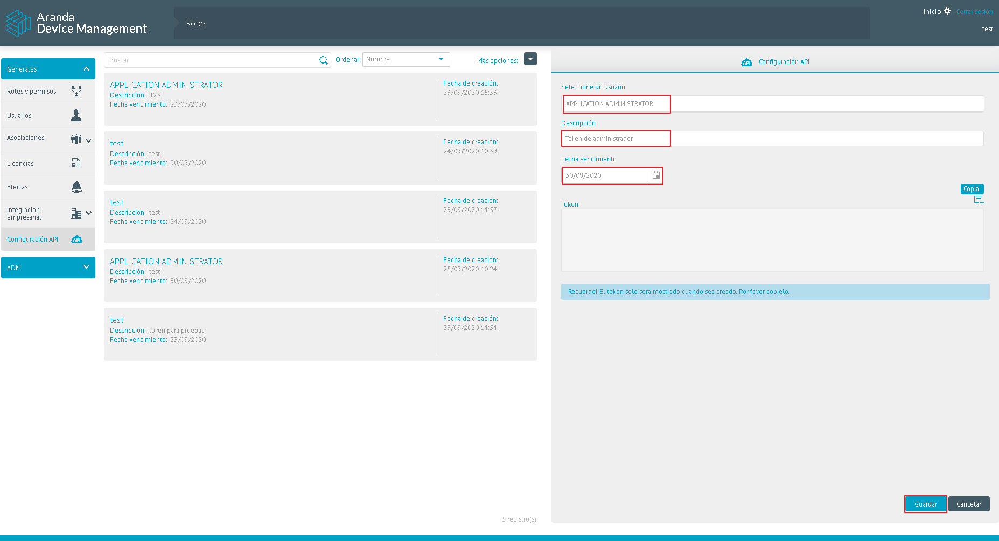 Aranda
Device Management
Roles
Inicio | Cerrar sesión
test
Generales
Roles y permisos
Usuarios
Asociaciones
Licencias
Alertas
Integración
empresarial
Configuración API
API
ADM
Buscar
Ordenar: Nombre
Más opciones:
APPLICATION ADMINISTRATOR
Descripción: 123
Fecha vencimiento: 23/09/2020
Fecha de creación:
23/09/2020 15:53
test
Descripción: test
Fecha vencimiento: 30/09/2020
Fecha de creación:
24/09/2020 10:39
test
Descripción: test
Fecha vencimiento: 24/09/2020
Fecha de creación:
23/09/2020 14:57
APPLICATION ADMINISTRATOR
Descripción: test
Fecha vencimiento: 30/09/2020
Fecha de creación:
25/09/2020 10:24
test
Descripción: token para pruebas
Fecha vencimiento: 23/09/2020
Fecha de creación:
23/09/2020 14:54
5 registro(s)
API Configuración API
Seleccione un usuario
APPLICATION ADMINISTRATOR
Descripción
Token de administrador
Fecha vencimiento
30/09/2020
Copiar
Token
Recuerde! El token solo será mostrado cuando sea creado. Por favor copielo.
Guardar
Cancelar